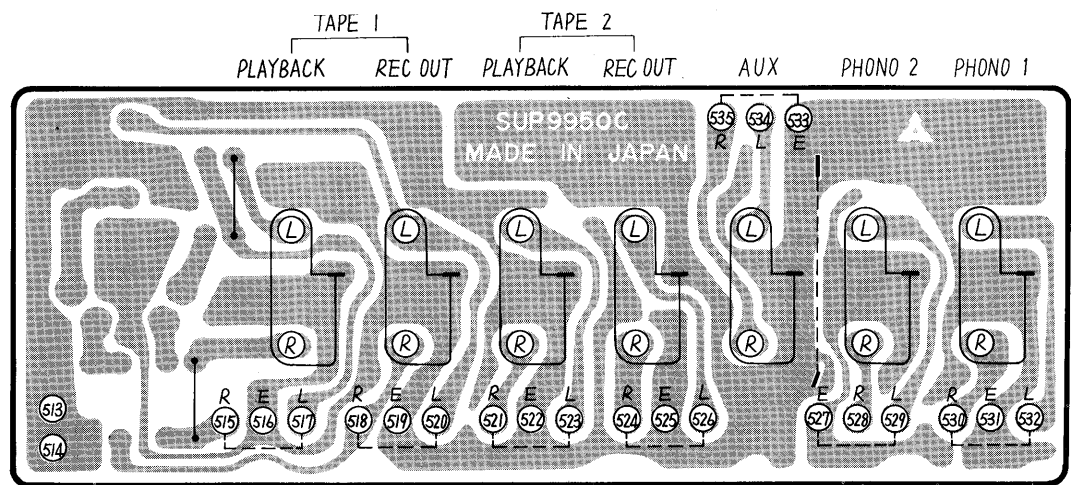 TAPE 1 TAPE 2
PLAYBACK REC OUT PLAYBACK REC OUT AUX PHONO 2 PHONO 1
535 534 533
R L E
SUP9950C
MADE IN JAPAN
L L L L L L L
R R R R R R R
R E L R E L R E L R E L E R L R E L
513 515 516 517 518 519 520 521 522 523 524 525 526 527 528 529 530 531 532
514